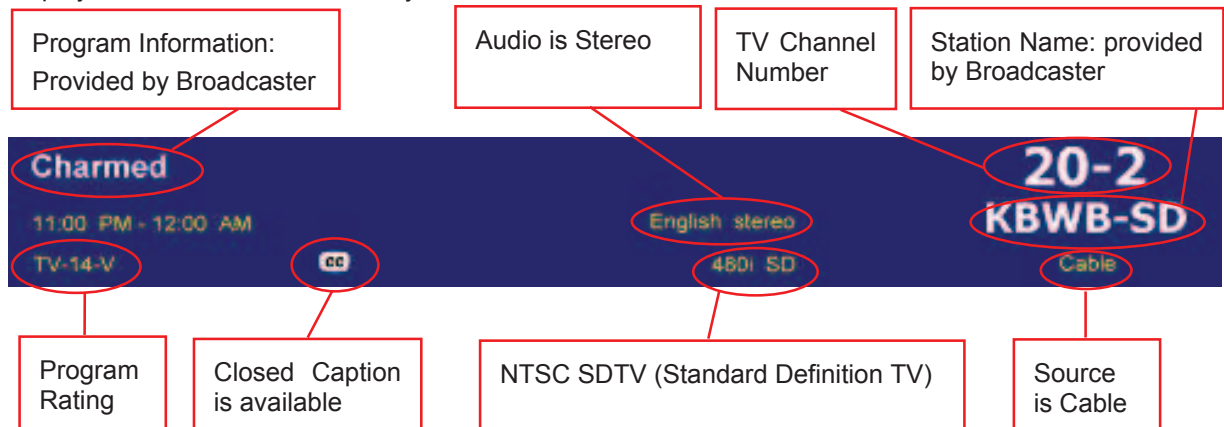 Program Information:
Provided by Broadcaster
Audio is Stereo
TV Channel
Number
Station Name: provided
by Broadcaster
Charmed
20-2
11:00 PM - 12:00 AM
English stereo
KBWB-SD
TV-14-V
CC
480i SD
Cable
Program
Rating
Closed Caption
is available
NTSC SDTV (Standard Definition TV)
Source
is Cable